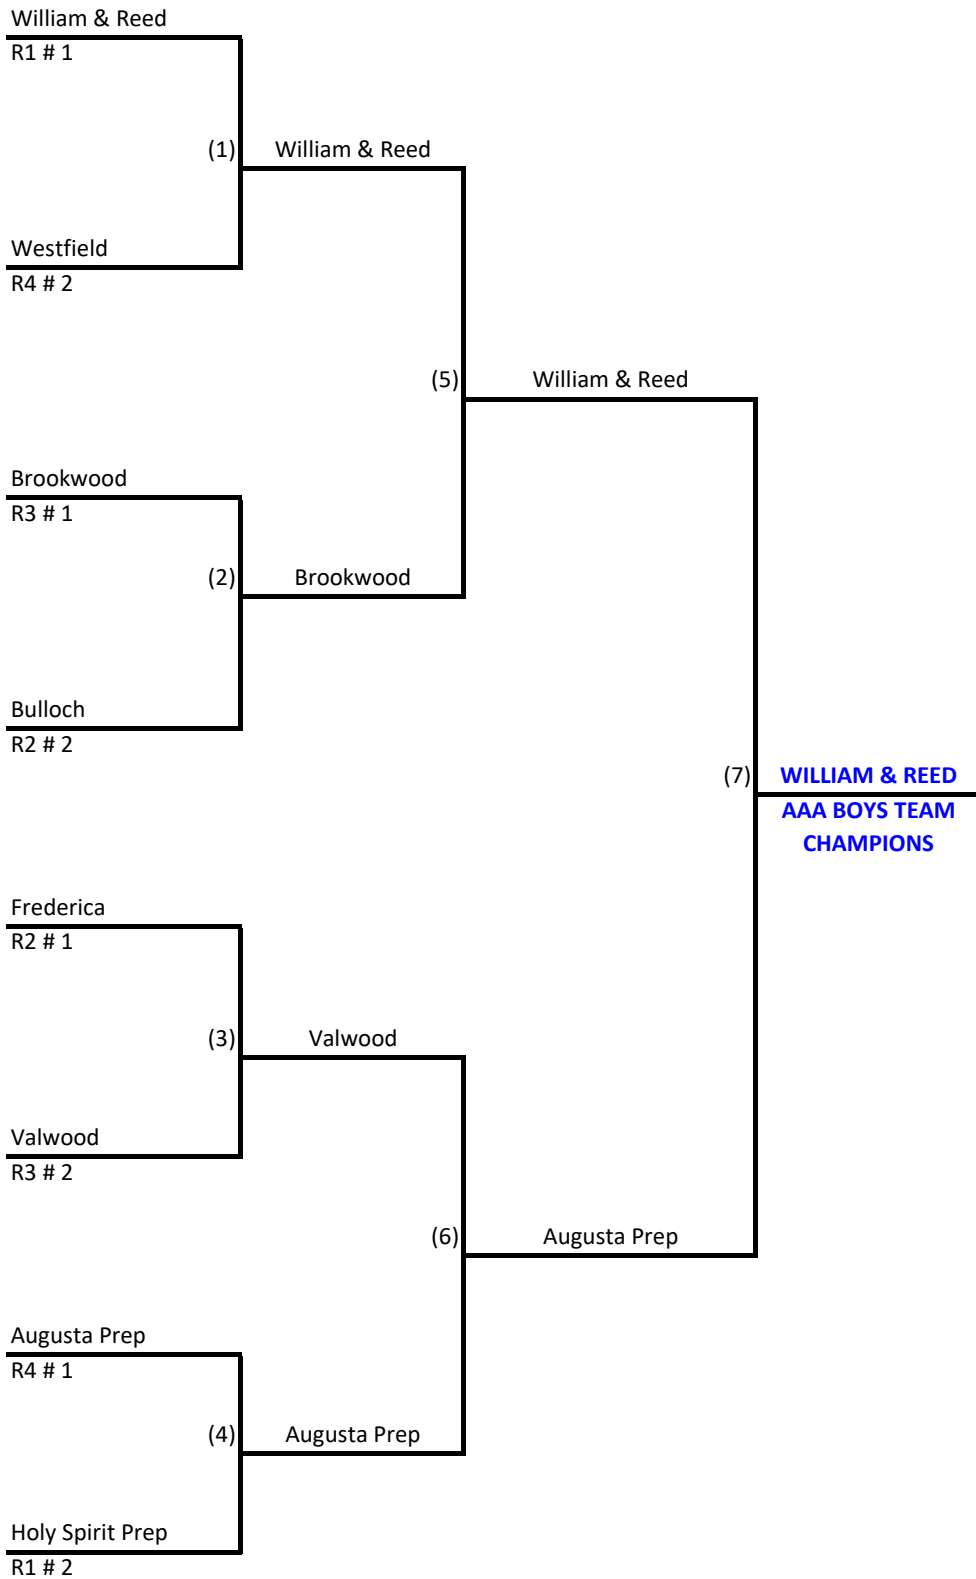 William & Reed
R1 # 1
(1) William & Reed
Westfield
R4 # 2
(5) William & Reed
Brookwood
R3 # 1
(2) Brookwood
Bulloch
R2 # 2
(7) WILLIAM & REED
AAA BOYS TEAM
CHAMPIONS
Frederica
R2 # 1
(3) Valwood
Valwood
R3 # 2
(6) Augusta Prep
Augusta Prep
R4 # 1
(4) Augusta Prep
Holy Spirit Prep
R1 # 2